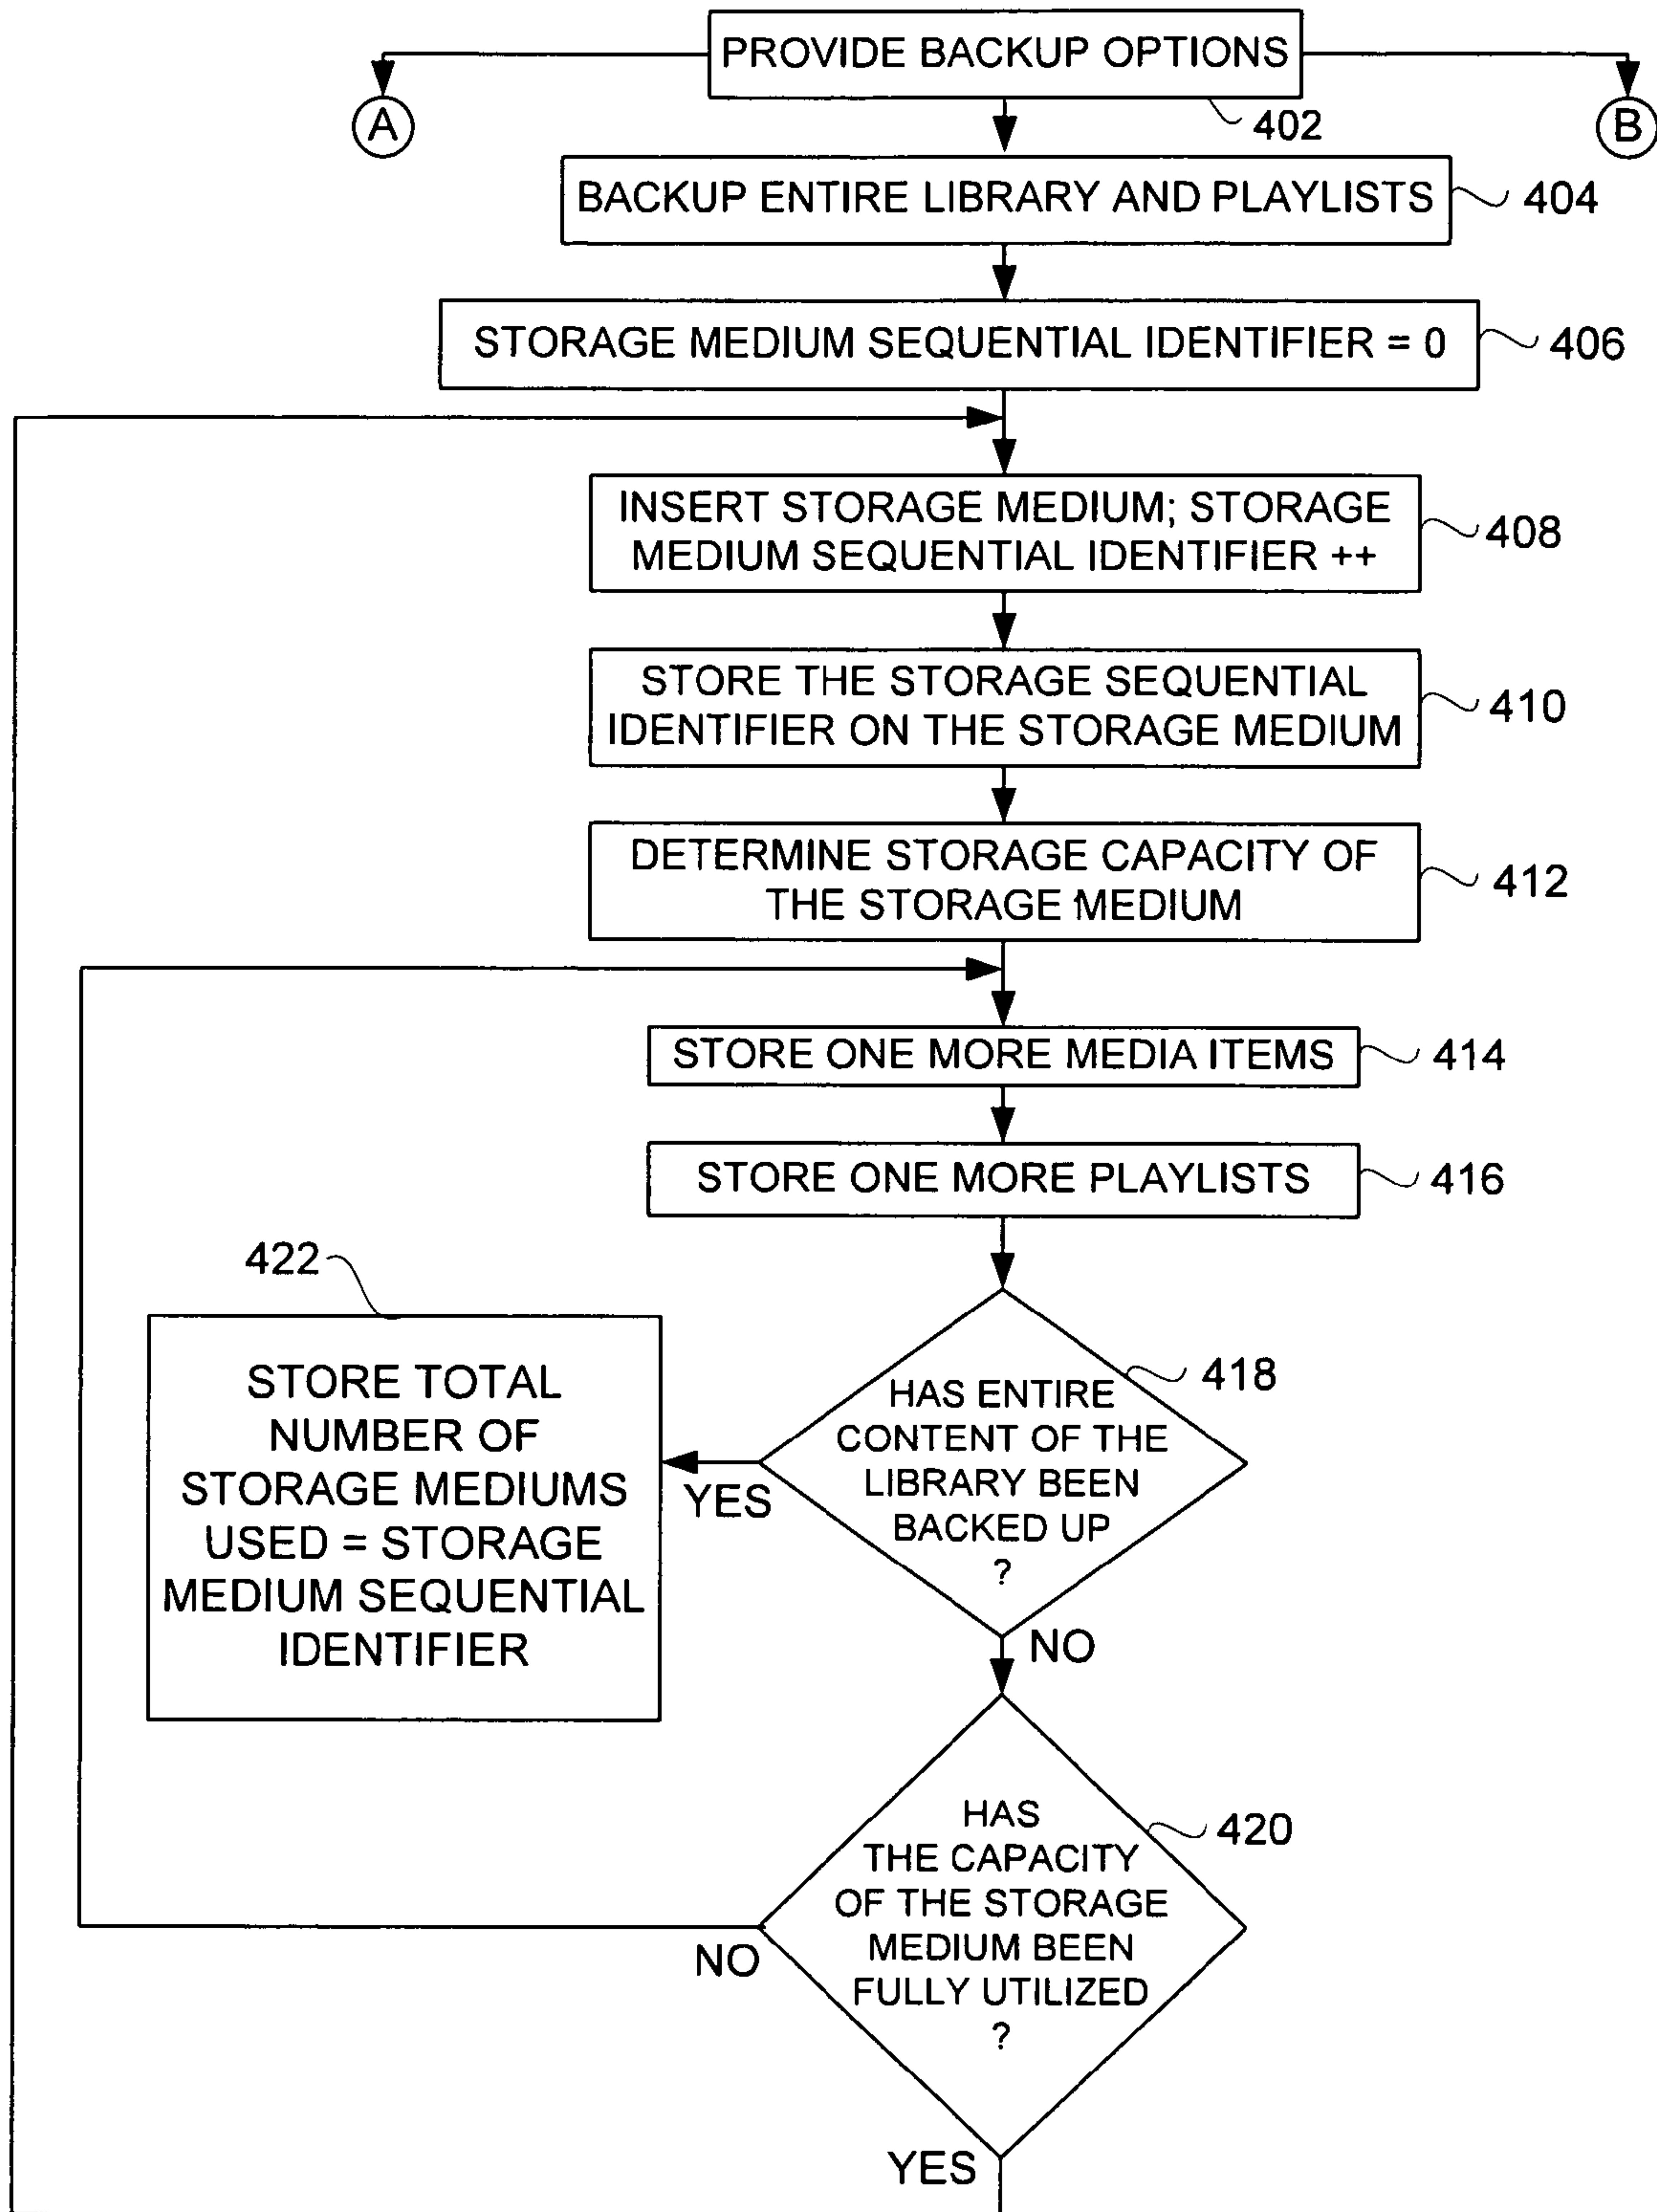 PROVIDE BACKUP OPTIONS
A
402
B
BACKUP ENTIRE LIBRARY AND PLAYLISTS
404
STORAGE MEDIUM SEQUENTIAL IDENTIFIER = 0
406
INSERT STORAGE MEDIUM; STORAGE
MEDIUM SEQUENTIAL IDENTIFIER ++
408
STORE THE STORAGE SEQUENTIAL
IDENTIFIER ON THE STORAGE MEDIUM
410
DETERMINE STORAGE CAPACITY OF
THE STORAGE MEDIUM
412
STORE ONE MORE MEDIA ITEMS
414
STORE ONE MORE PLAYLISTS
416
422
STORE TOTAL
NUMBER OF
STORAGE MEDIUMS
USED = STORAGE
MEDIUM SEQUENTIAL
IDENTIFIER
YES
HAS ENTIRE
CONTENT OF THE
LIBRARY BEEN
BACKED UP
?
418
NO
HAS
THE CAPACITY
OF THE STORAGE
MEDIUM BEEN
FULLY UTILIZED
?
420
NO
YES